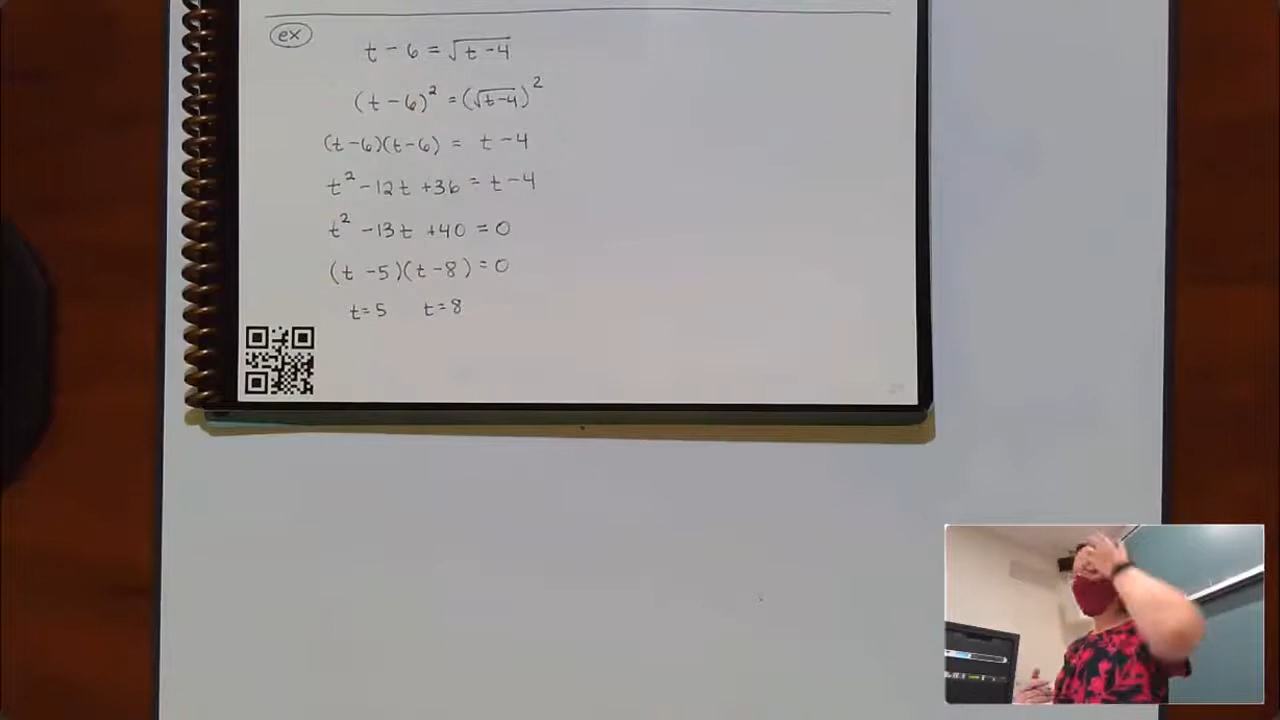 ex
t - 6 = √t - 4
(t - 6)² = (√t - 4)²
(t - 6)(t - 6) = t - 4
t² - 12t + 36 = t - 4
t² - 13t + 40 = 0
(t - 5)(t - 8) = 0
t = 5 t = 8